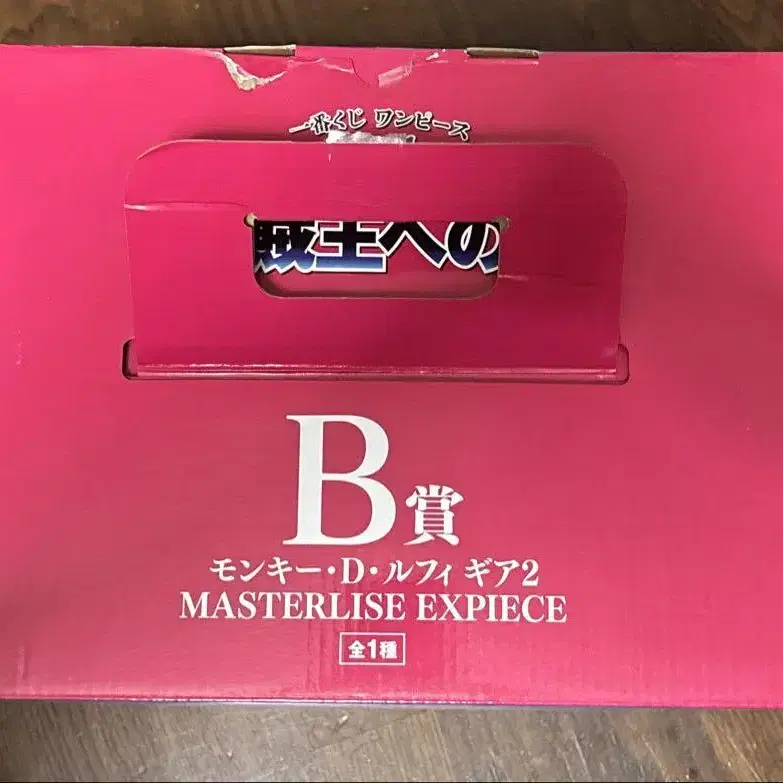 一番くじ ワンピース
賊王への
B賞
モンキー・D・ルフィ ギア2
MASTERLISE EXPIECE
全1種